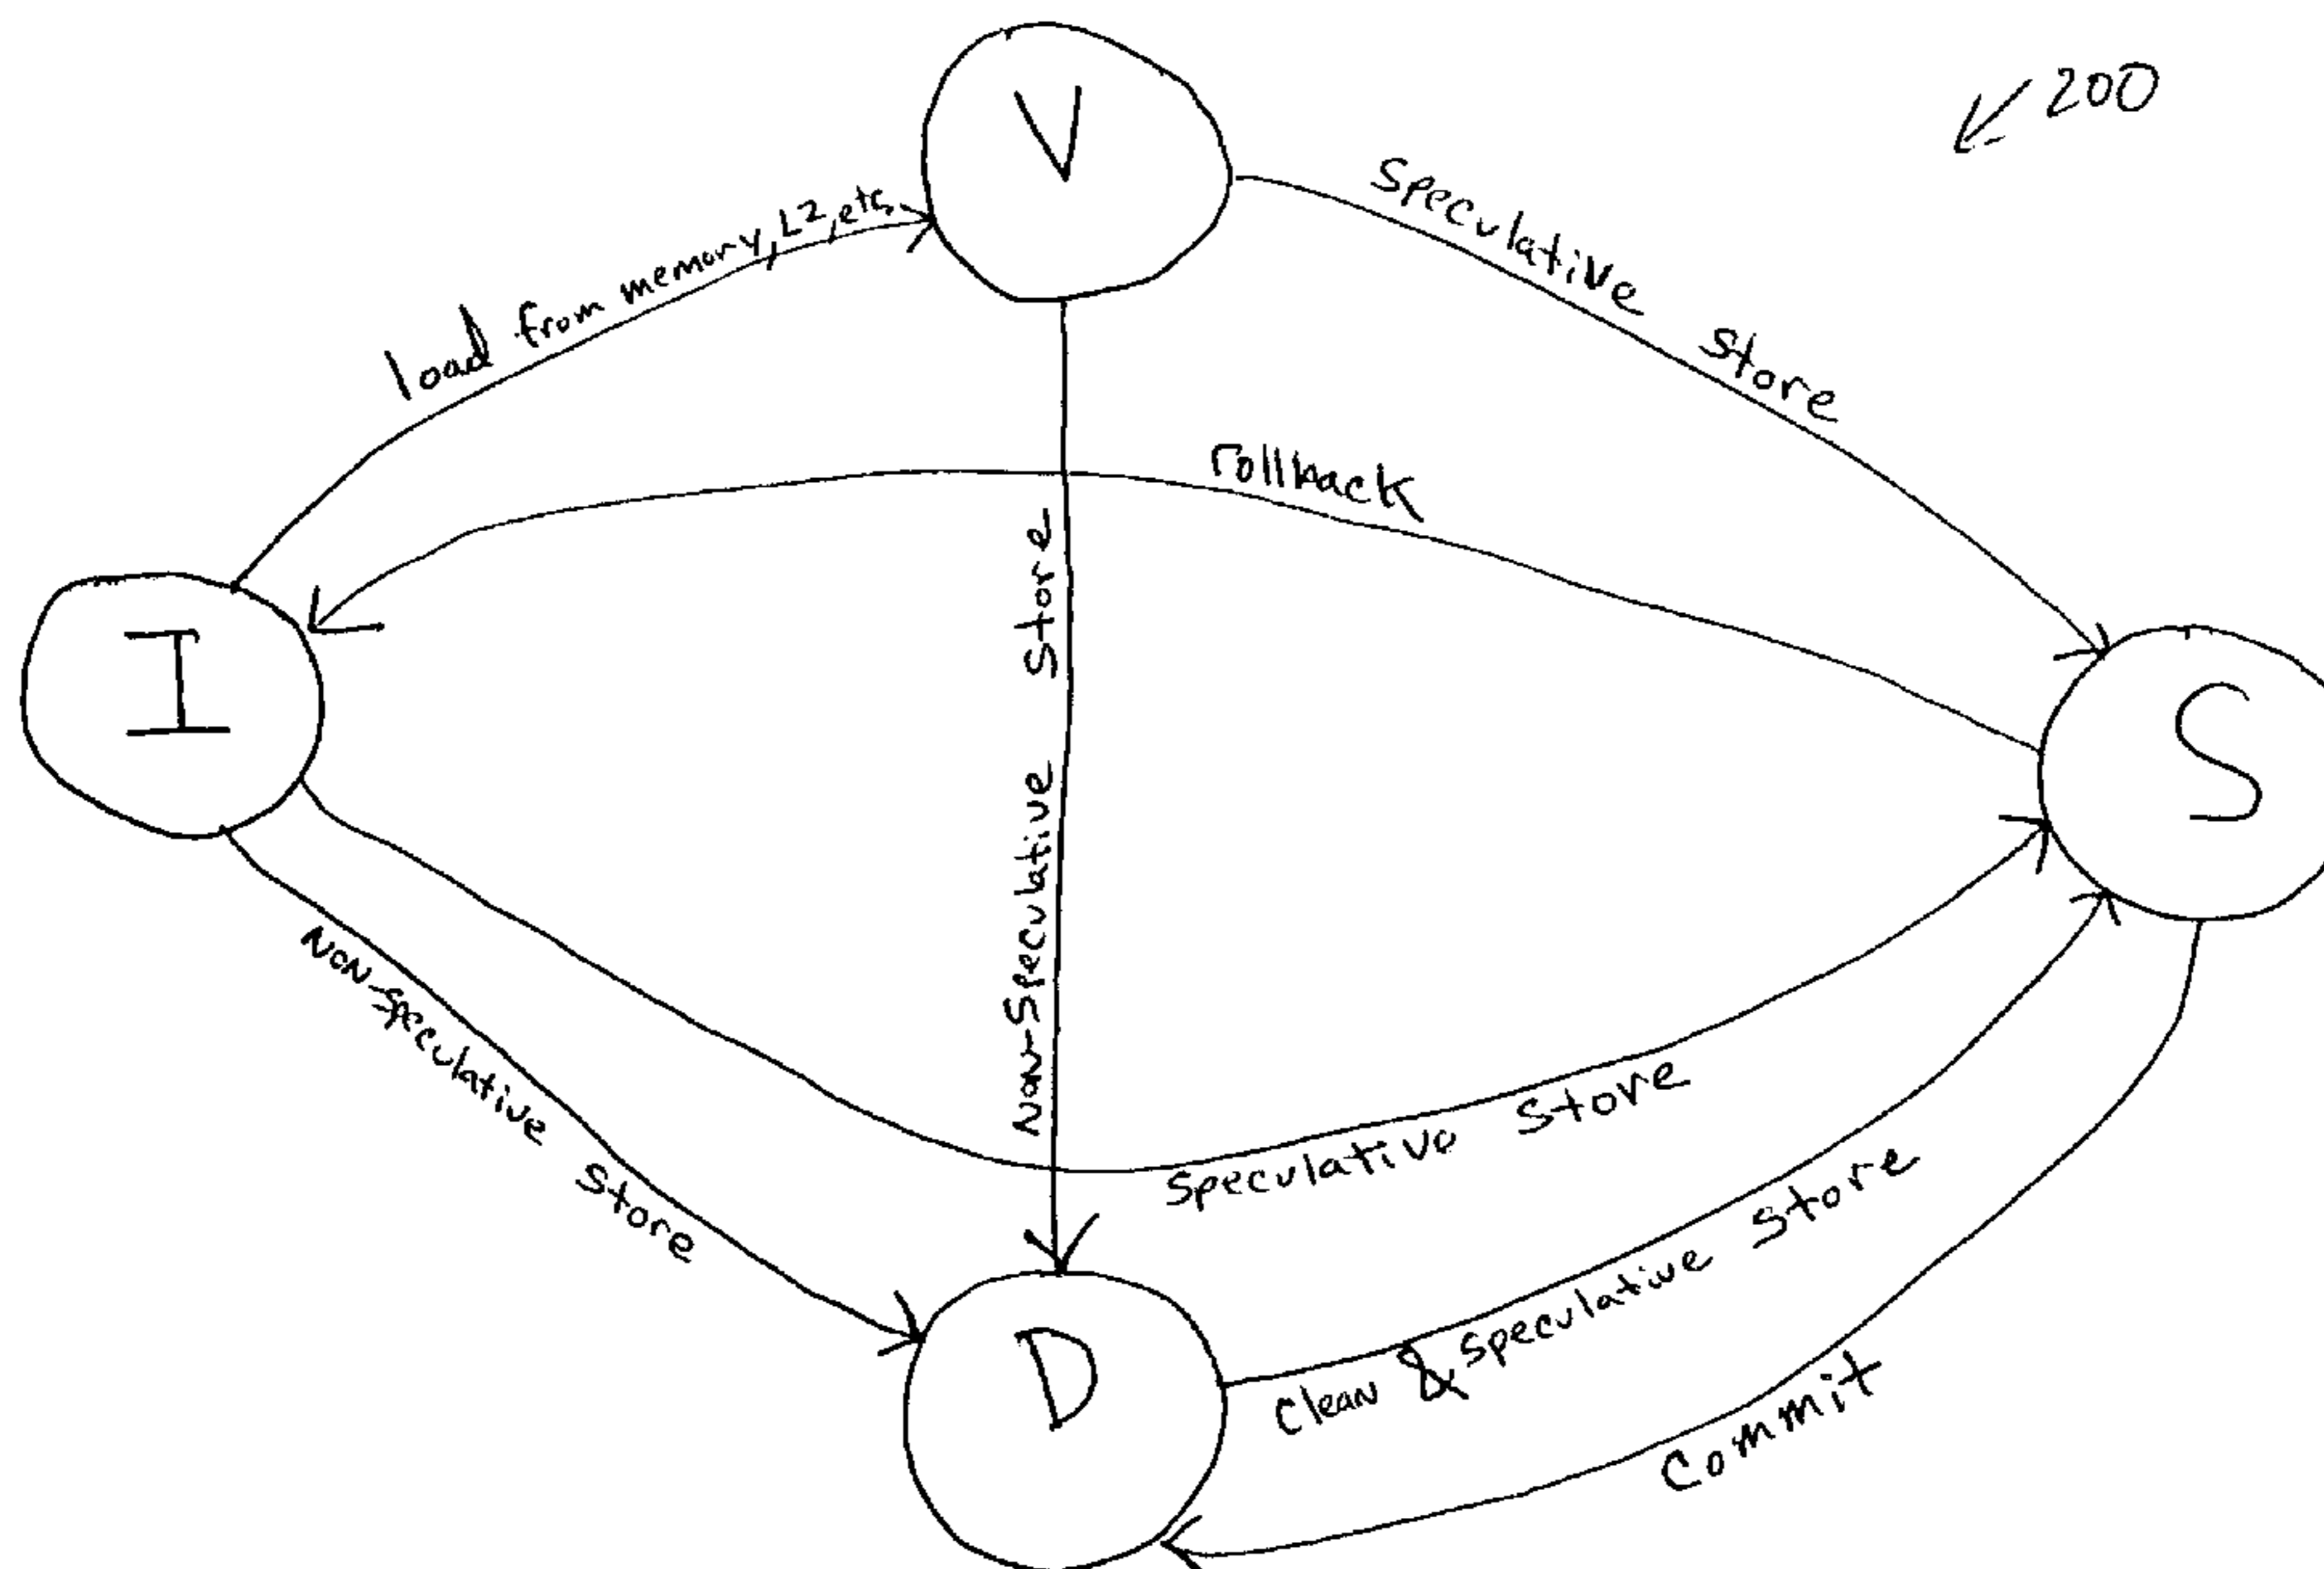 V
200
load from memory, L2, etc.
Speculative Store
rollback
Non-Speculative Store
I
S
Non-Speculative Store
Speculative Store
Clean & Speculative Store
D
Commit